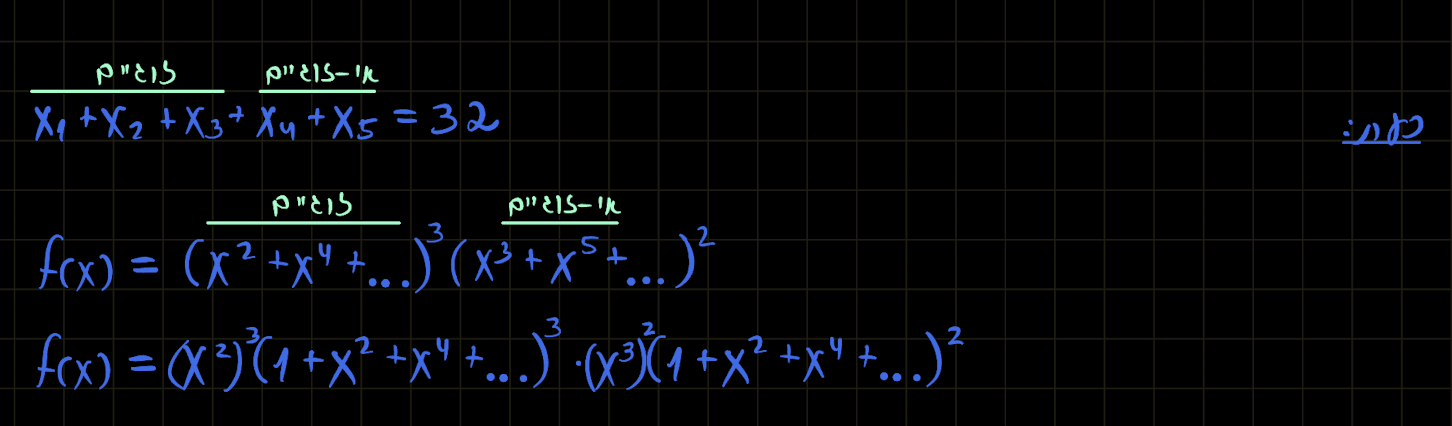 זוגיים אי-זוגיים
x₁ + x₂ + x₃ + x₄ + x₅ = 32
זוגיים אי-זוגיים
f(x) = (x² + x⁴ + ...)³ (x³ + x⁵ + ...)²
f(x) = (x²)³ (1 + x² + x⁴ + ...)³ · (x³)² (1 + x² + x⁴ + ...)²